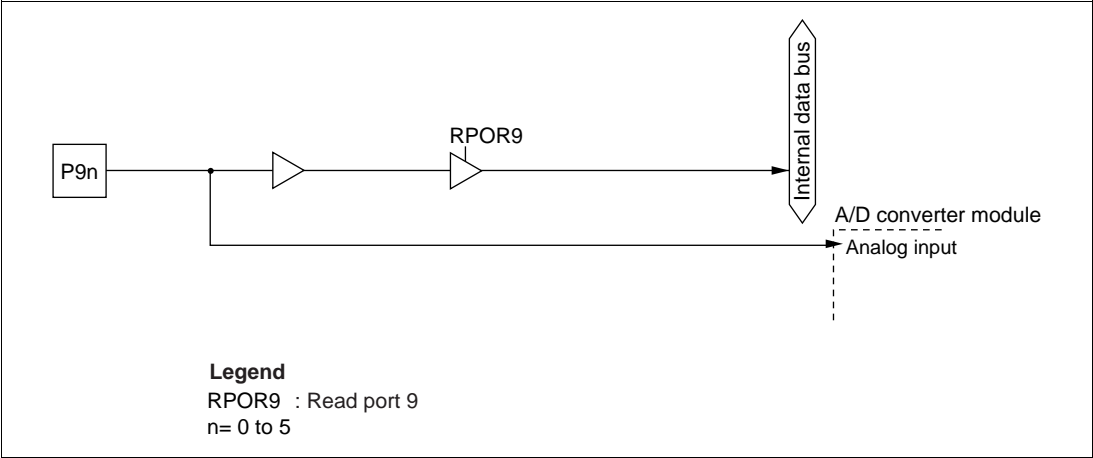 RPOR9
P9n
Internal data bus
A/D converter module
Analog input
Legend
RPOR9 : Read port 9
n= 0 to 5